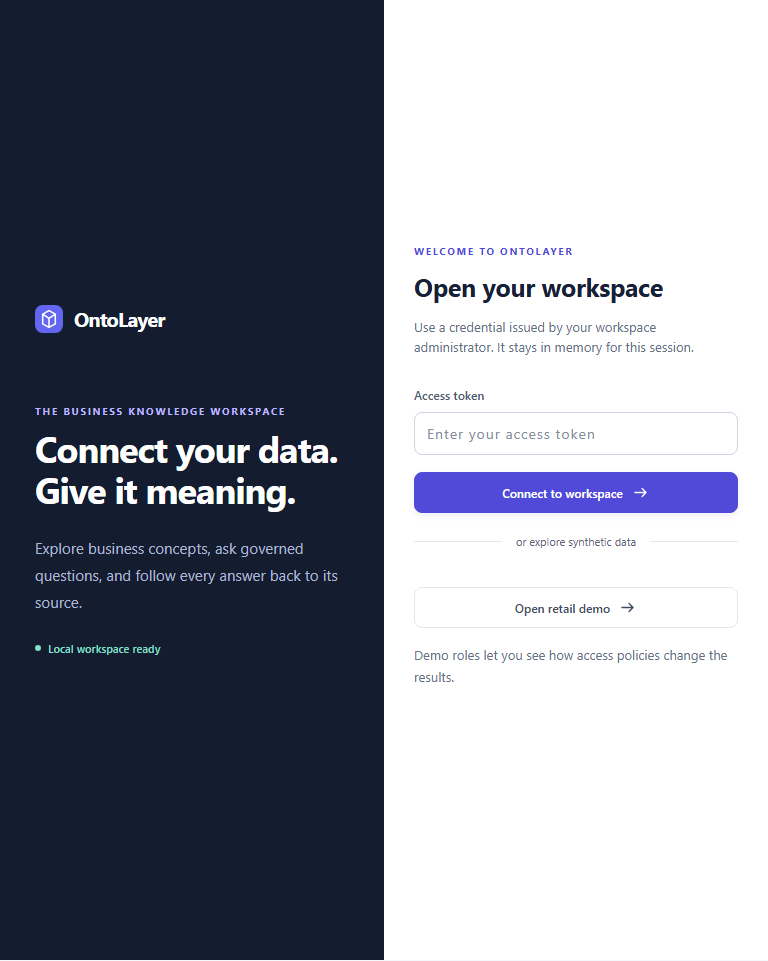 OntoLayer
THE BUSINESS KNOWLEDGE WORKSPACE
Connect your data.
Give it meaning.
Explore business concepts, ask governed
questions, and follow every answer back to its
source.
Local workspace ready
WELCOME TO ONTOLAYER
Open your workspace
Use a credential issued by your workspace
administrator. It stays in memory for this session.
Access token
Enter your access token
Connect to workspace →
or explore synthetic data
Open retail demo →
Demo roles let you see how access policies change the
results.